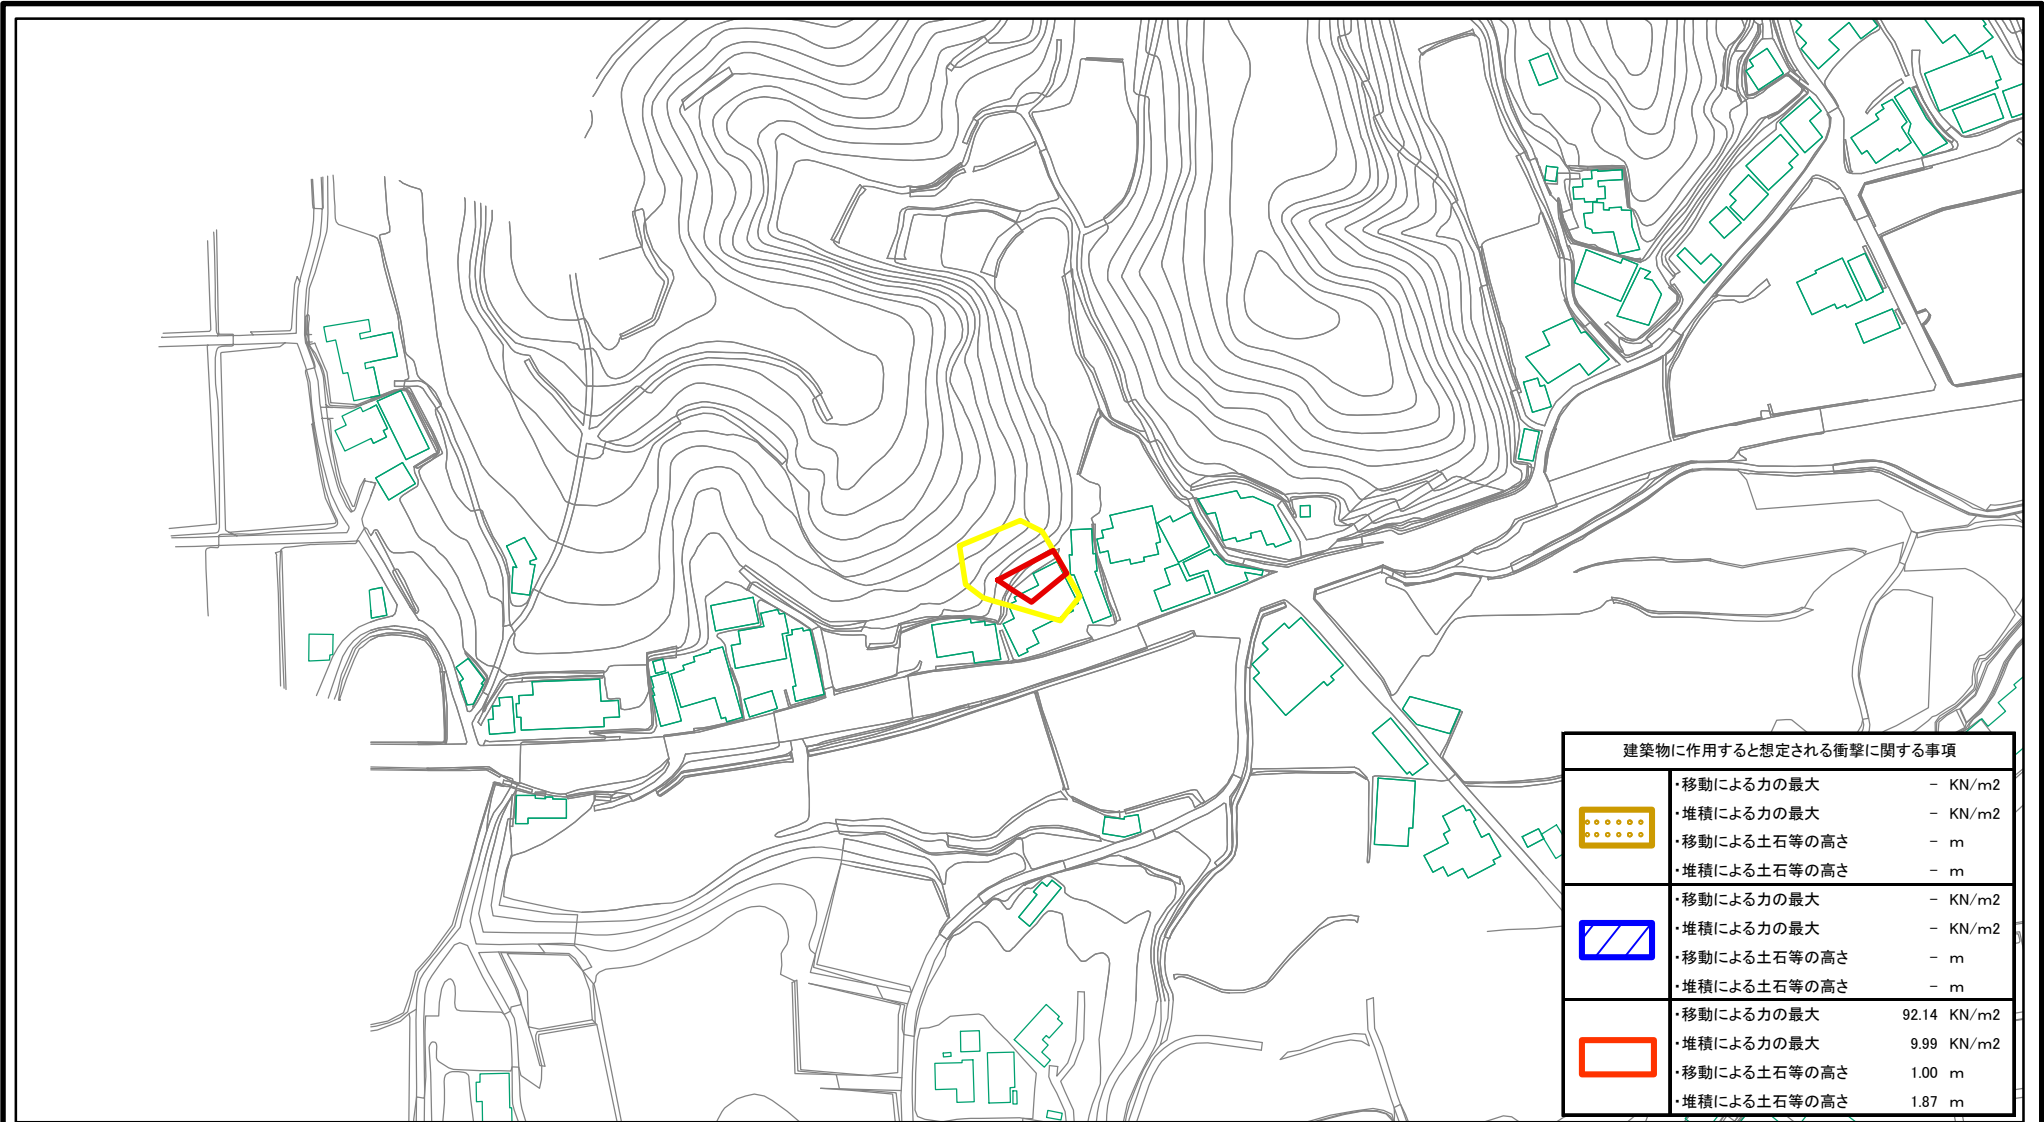 建築物に作用すると想定される衝撃に関する事項
・移動による力の最大 - KN/m2
・堆積による力の最大 - KN/m2
・移動による土石等の高さ - m
・堆積による土石等の高さ - m
・移動による力の最大 - KN/m2
・堆積による力の最大 - KN/m2
・移動による土石等の高さ - m
・堆積による土石等の高さ - m
・移動による力の最大 92.14 KN/m2
・堆積による力の最大 9.99 KN/m2
・移動による土石等の高さ 1.00 m
・堆積による土石等の高さ 1.87 m